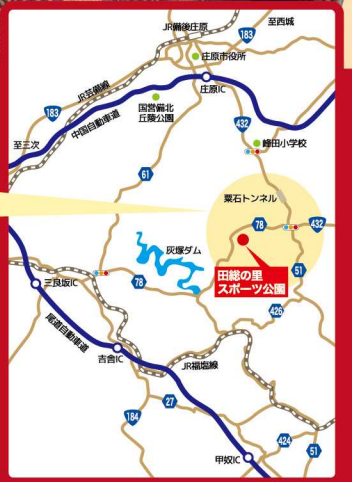 JR備後庄原
至西城
183
庄原市役所
庄原IC
JR芸備線
183
国営備北
丘陵公園
中国自動車道
432
峰田小学校
至三次
61
粟石トンネル
78
432
灰塚ダム
51
田総の里
スポーツ公園
78
三良坂IC
426
尾道自動車道
吉舎IC
JR福塩線
27
184
424
51
甲奴IC